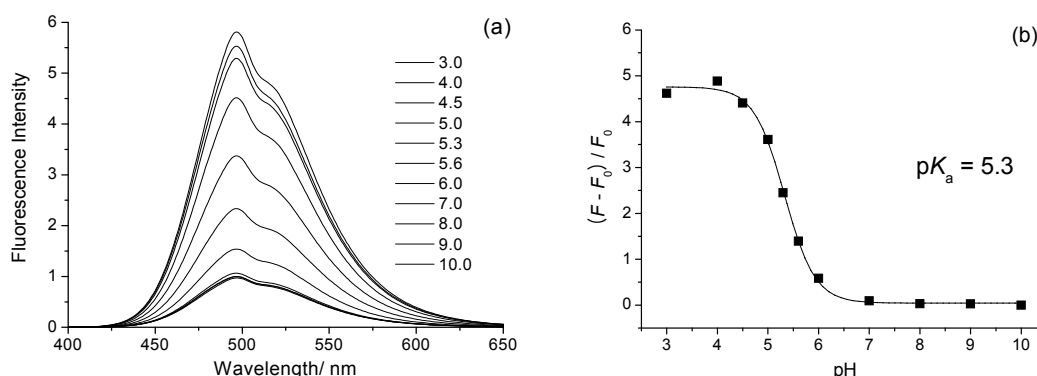 (a)
Fluorescence Intensity
6
5
4
3
2
1
0
3.0
4.0
4.5
5.0
5.3
5.6
6.0
7.0
8.0
9.0
10.0
400 450 500 550 600 650
Wavelength/ nm
(b)
(F - F₀) / F₀
6
5
4
3
2
1
0
pKₐ = 5.3
3 4 5 6 7 8 9 10
pH